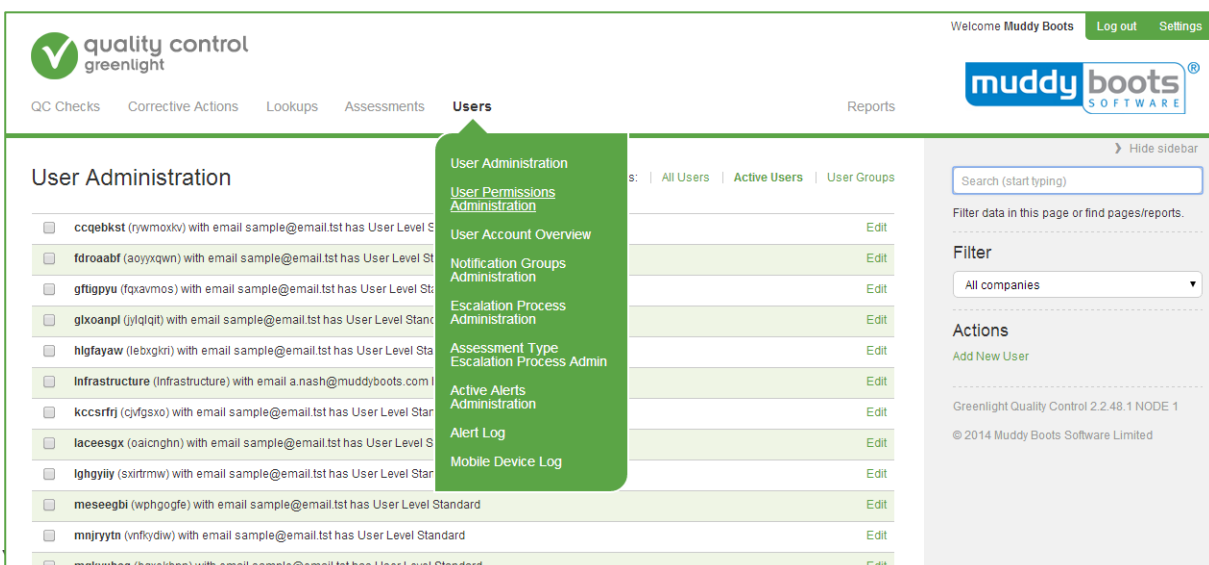 Welcome Muddy Boots Log out Settings
quality control
greenlight
muddy boots ®
SOFTWARE
QC Checks Corrective Actions Lookups Assessments Users Reports
Hide sidebar
User Administration
User Permissions
Administration
User Account Overview
Notification Groups
Administration
Escalation Process
Administration
Assessment Type
Escalation Process Admin
Active Alerts
Administration
Alert Log
Mobile Device Log
User Administration
s: | All Users | Active Users | User Groups
ccqebkst (rywmoxkv) with email sample@email.tst has User Level S Edit
fdroaabf (aoyyxqwn) with email sample@email.tst has User Level St Edit
gftigpyu (fqxavmos) with email sample@email.tst has User Level Sta Edit
glxoanpl (jylqlqit) with email sample@email.tst has User Level Stand Edit
hlgfayaw (lebxgkri) with email sample@email.tst has User Level Sta Edit
Infrastructure (Infrastructure) with email a.nash@muddyboots.com Edit
kccsrfrj (cjvfgsxo) with email sample@email.tst has User Level Star Edit
laceesgx (oaicnghn) with email sample@email.tst has User Level S Edit
lghgyiiy (sxirtrmw) with email sample@email.tst has User Level Star Edit
meseegbi (wphgogfe) with email sample@email.tst has User Level Standard Edit
mnjryytn (vnfkydiw) with email sample@email.tst has User Level Standard Edit
Search (start typing)
Filter data in this page or find pages/reports.
Filter
All companies
Actions
Add New User
Greenlight Quality Control 2.2.48.1 NODE 1
© 2014 Muddy Boots Software Limited